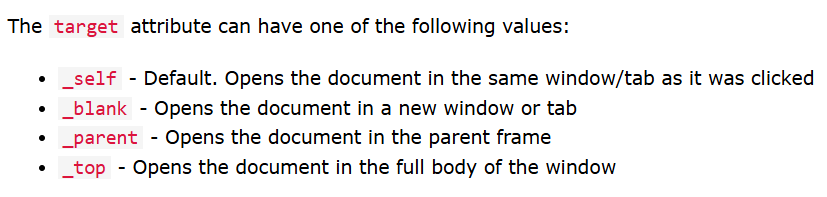 The target attribute can have one of the following values:
• _self - Default. Opens the document in the same window/tab as it was clicked
• _blank - Opens the document in a new window or tab
• _parent - Opens the document in the parent frame
• _top - Opens the document in the full body of the window